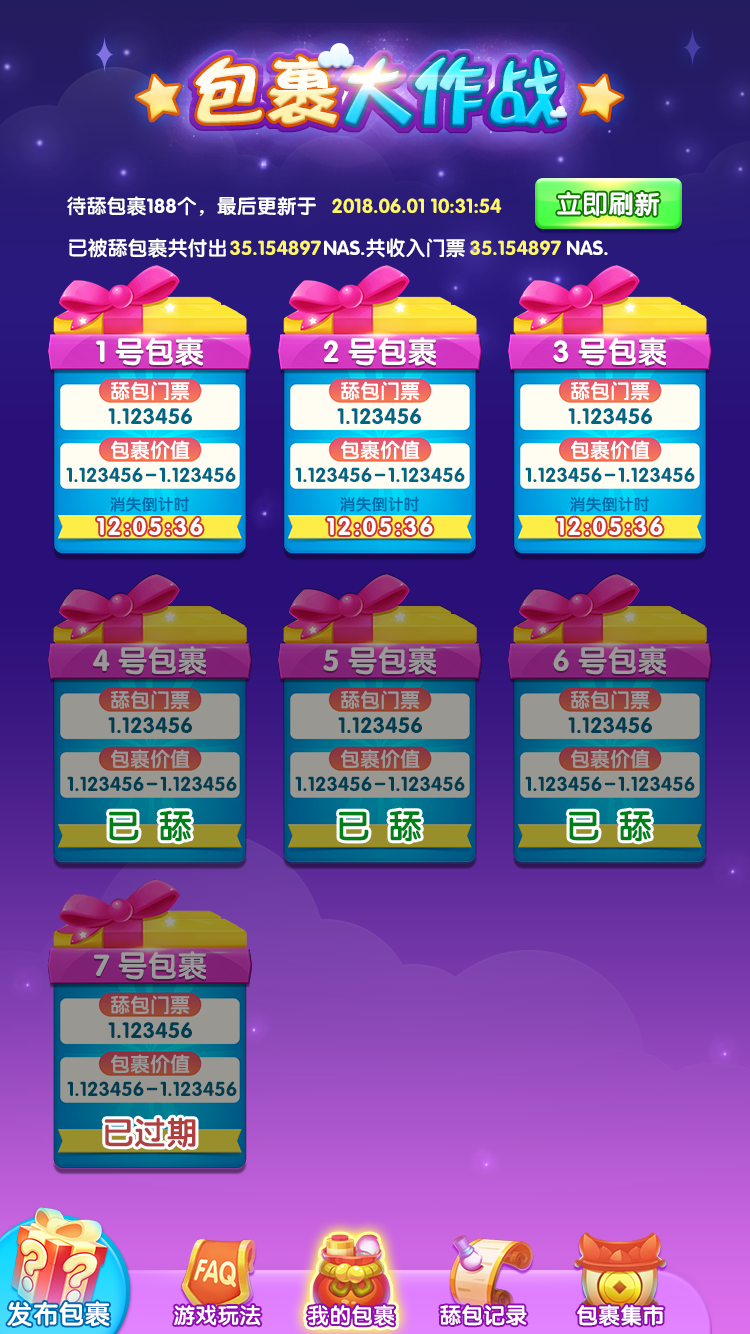 包裹大作战
待舔包裹188个，最后更新于 2018.06.01 10:31:54
立即刷新
已被舔包裹共付出35.154897NAS.共收入门票 35.154897 NAS.
1 号包裹
舔包门票
1.123456
包裹价值
1.123456-1.123456
消失倒计时
12:05:36
2 号包裹
舔包门票
1.123456
包裹价值
1.123456-1.123456
消失倒计时
12:05:36
3 号包裹
舔包门票
1.123456
包裹价值
1.123456-1.123456
消失倒计时
12:05:36
4 号包裹
舔包门票
1.123456
包裹价值
1.123456-1.123456
已 舔
5 号包裹
舔包门票
1.123456
包裹价值
1.123456-1.123456
已 舔
6 号包裹
舔包门票
1.123456
包裹价值
1.123456-1.123456
已 舔
7 号包裹
舔包门票
1.123456
包裹价值
1.123456-1.123456
已过期
? ?
发布包裹
FAQ
游戏玩法
我的包裹
舔包记录
包裹集市